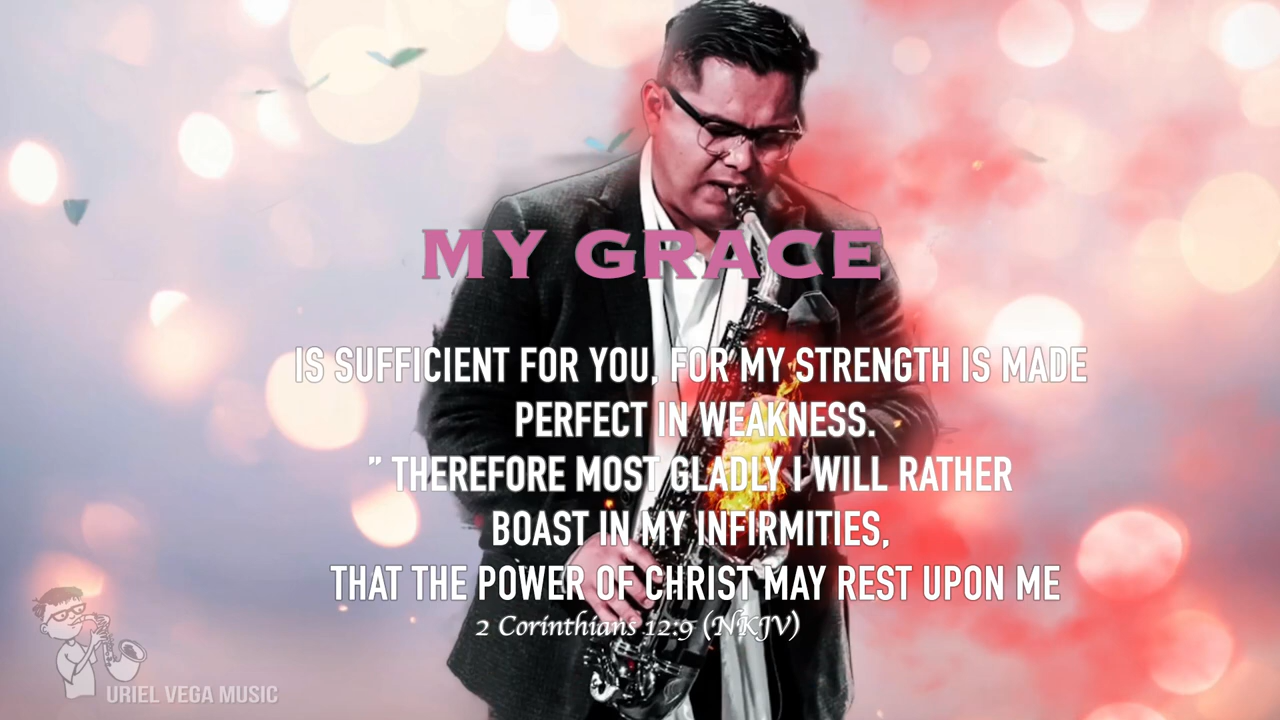 MY GRACE
IS SUFFICIENT FOR YOU, FOR MY STRENGTH IS MADE
PERFECT IN WEAKNESS.
” THEREFORE MOST GLADLY I WILL RATHER
BOAST IN MY INFIRMITIES,
THAT THE POWER OF CHRIST MAY REST UPON ME
2 Corinthians 12:9 (NKJV)
URIEL VEGA MUSIC